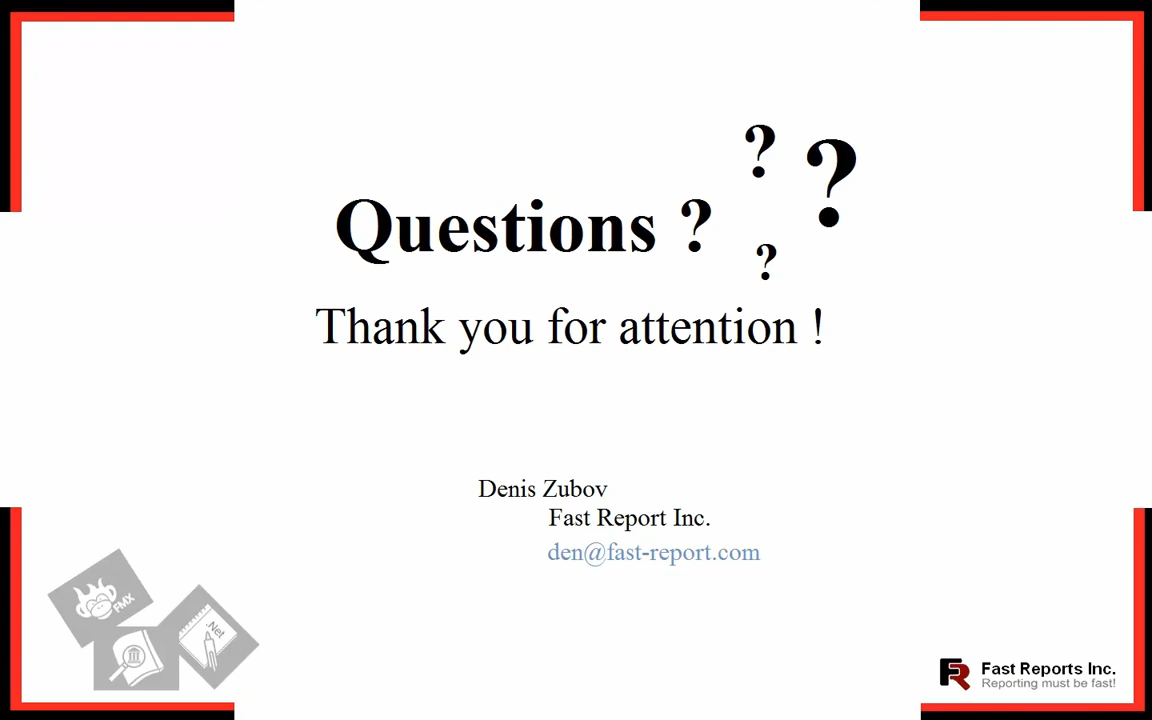 ?
?
Questions ?
?
Thank you for attention !
Denis Zubov
Fast Report Inc.
den@fast-report.com
FMX
.Net
FR
Fast Reports Inc.
Reporting must be fast!